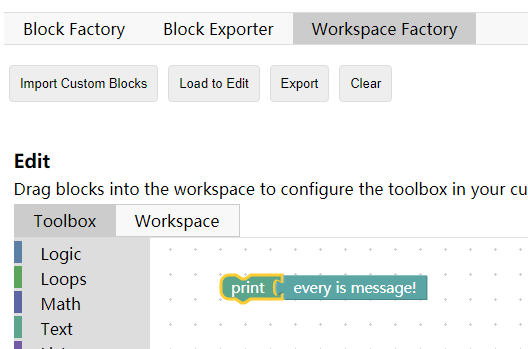 Block Factory Block Exporter Workspace Factory
Import Custom Blocks Load to Edit Export Clear
Edit
Drag blocks into the workspace to configure the toolbox in your cu
Toolbox Workspace
Logic
Loops
print every is message!
Math
Text